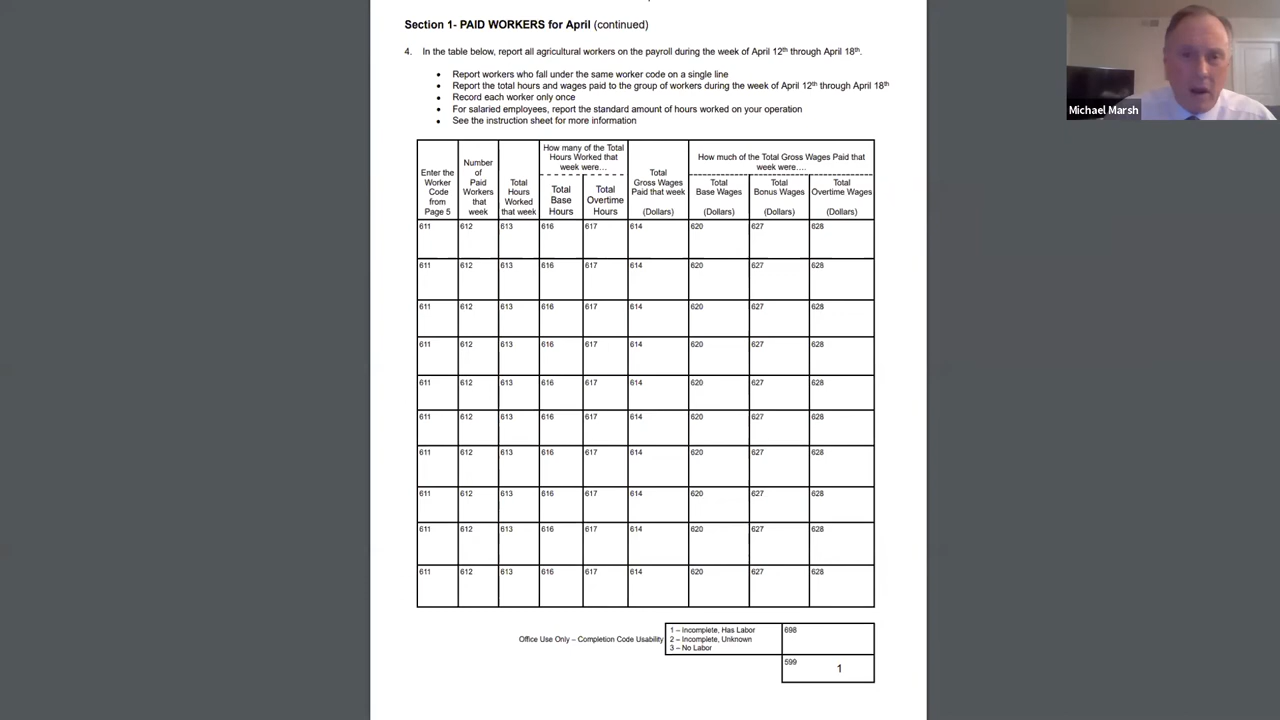 Section 1- PAID WORKERS for April (continued)
Michael Marsh
4. In the table below, report all agricultural workers on the payroll during the week of April 12th through April 18th.
• Report workers who fall under the same worker code on a single line
• Report the total hours and wages paid to the group of workers during the week of April 12th through April 18th
• Record each worker only once
• For salaried employees, report the standard amount of hours worked on your operation
• See the instruction sheet for more information
Enter the
Worker
Code
from
Page 5
Number
of
Paid
Workers
that
week
Total
Hours
Worked
that week
How many of the Total
Hours Worked that
week were...
Total
Base
Hours
Total
Overtime
Hours
Total
Gross Wages
Paid that week
(Dollars)
How much of the Total Gross Wages Paid that
week were....
Total
Base Wages
(Dollars)
Total
Bonus Wages
(Dollars)
Total
Overtime Wages
(Dollars)
611 612 613 616 617 614 620 627 628
611 612 613 616 617 614 620 627 628
611 612 613 616 617 614 620 627 628
611 612 613 616 617 614 620 627 628
611 612 613 616 617 614 620 627 628
611 612 613 616 617 614 620 627 628
611 612 613 616 617 614 620 627 628
611 612 613 616 617 614 620 627 628
611 612 613 616 617 614 620 627 628
611 612 613 616 617 614 620 627 628
Office Use Only – Completion Code Usability
1 – Incomplete, Has Labor
2 – Incomplete, Unknown
3 – No Labor
698
599 1